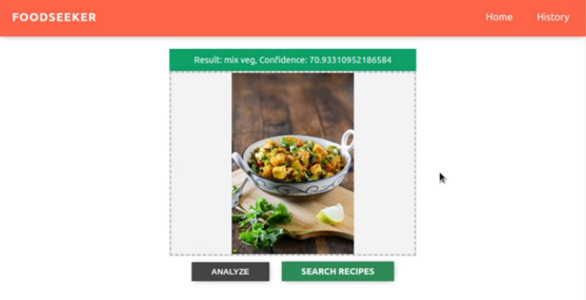 FOODSEEKER
Home
History
Result: mix veg, Confidence: 70.93310952186584
ANALYZE
SEARCH RECIPES